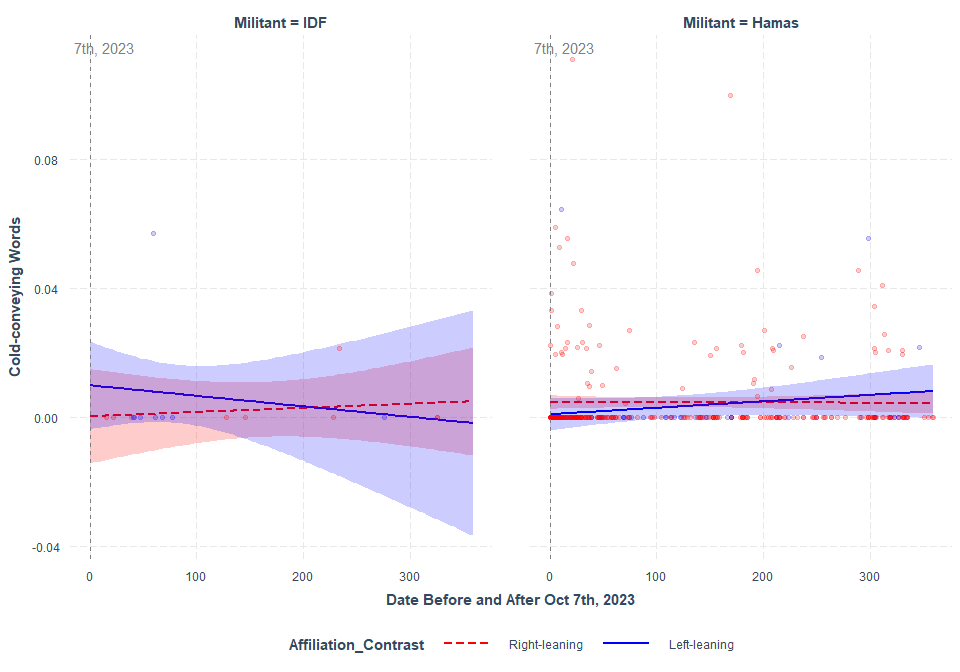 Militant = IDF
Militant = Hamas
7th, 2023
7th, 2023
Cold-conveying Words
0.08
0.04
0.00
-0.04
0 100 200 300
0 100 200 300
Date Before and After Oct 7th, 2023
Affiliation_Contrast Right-leaning Left-leaning